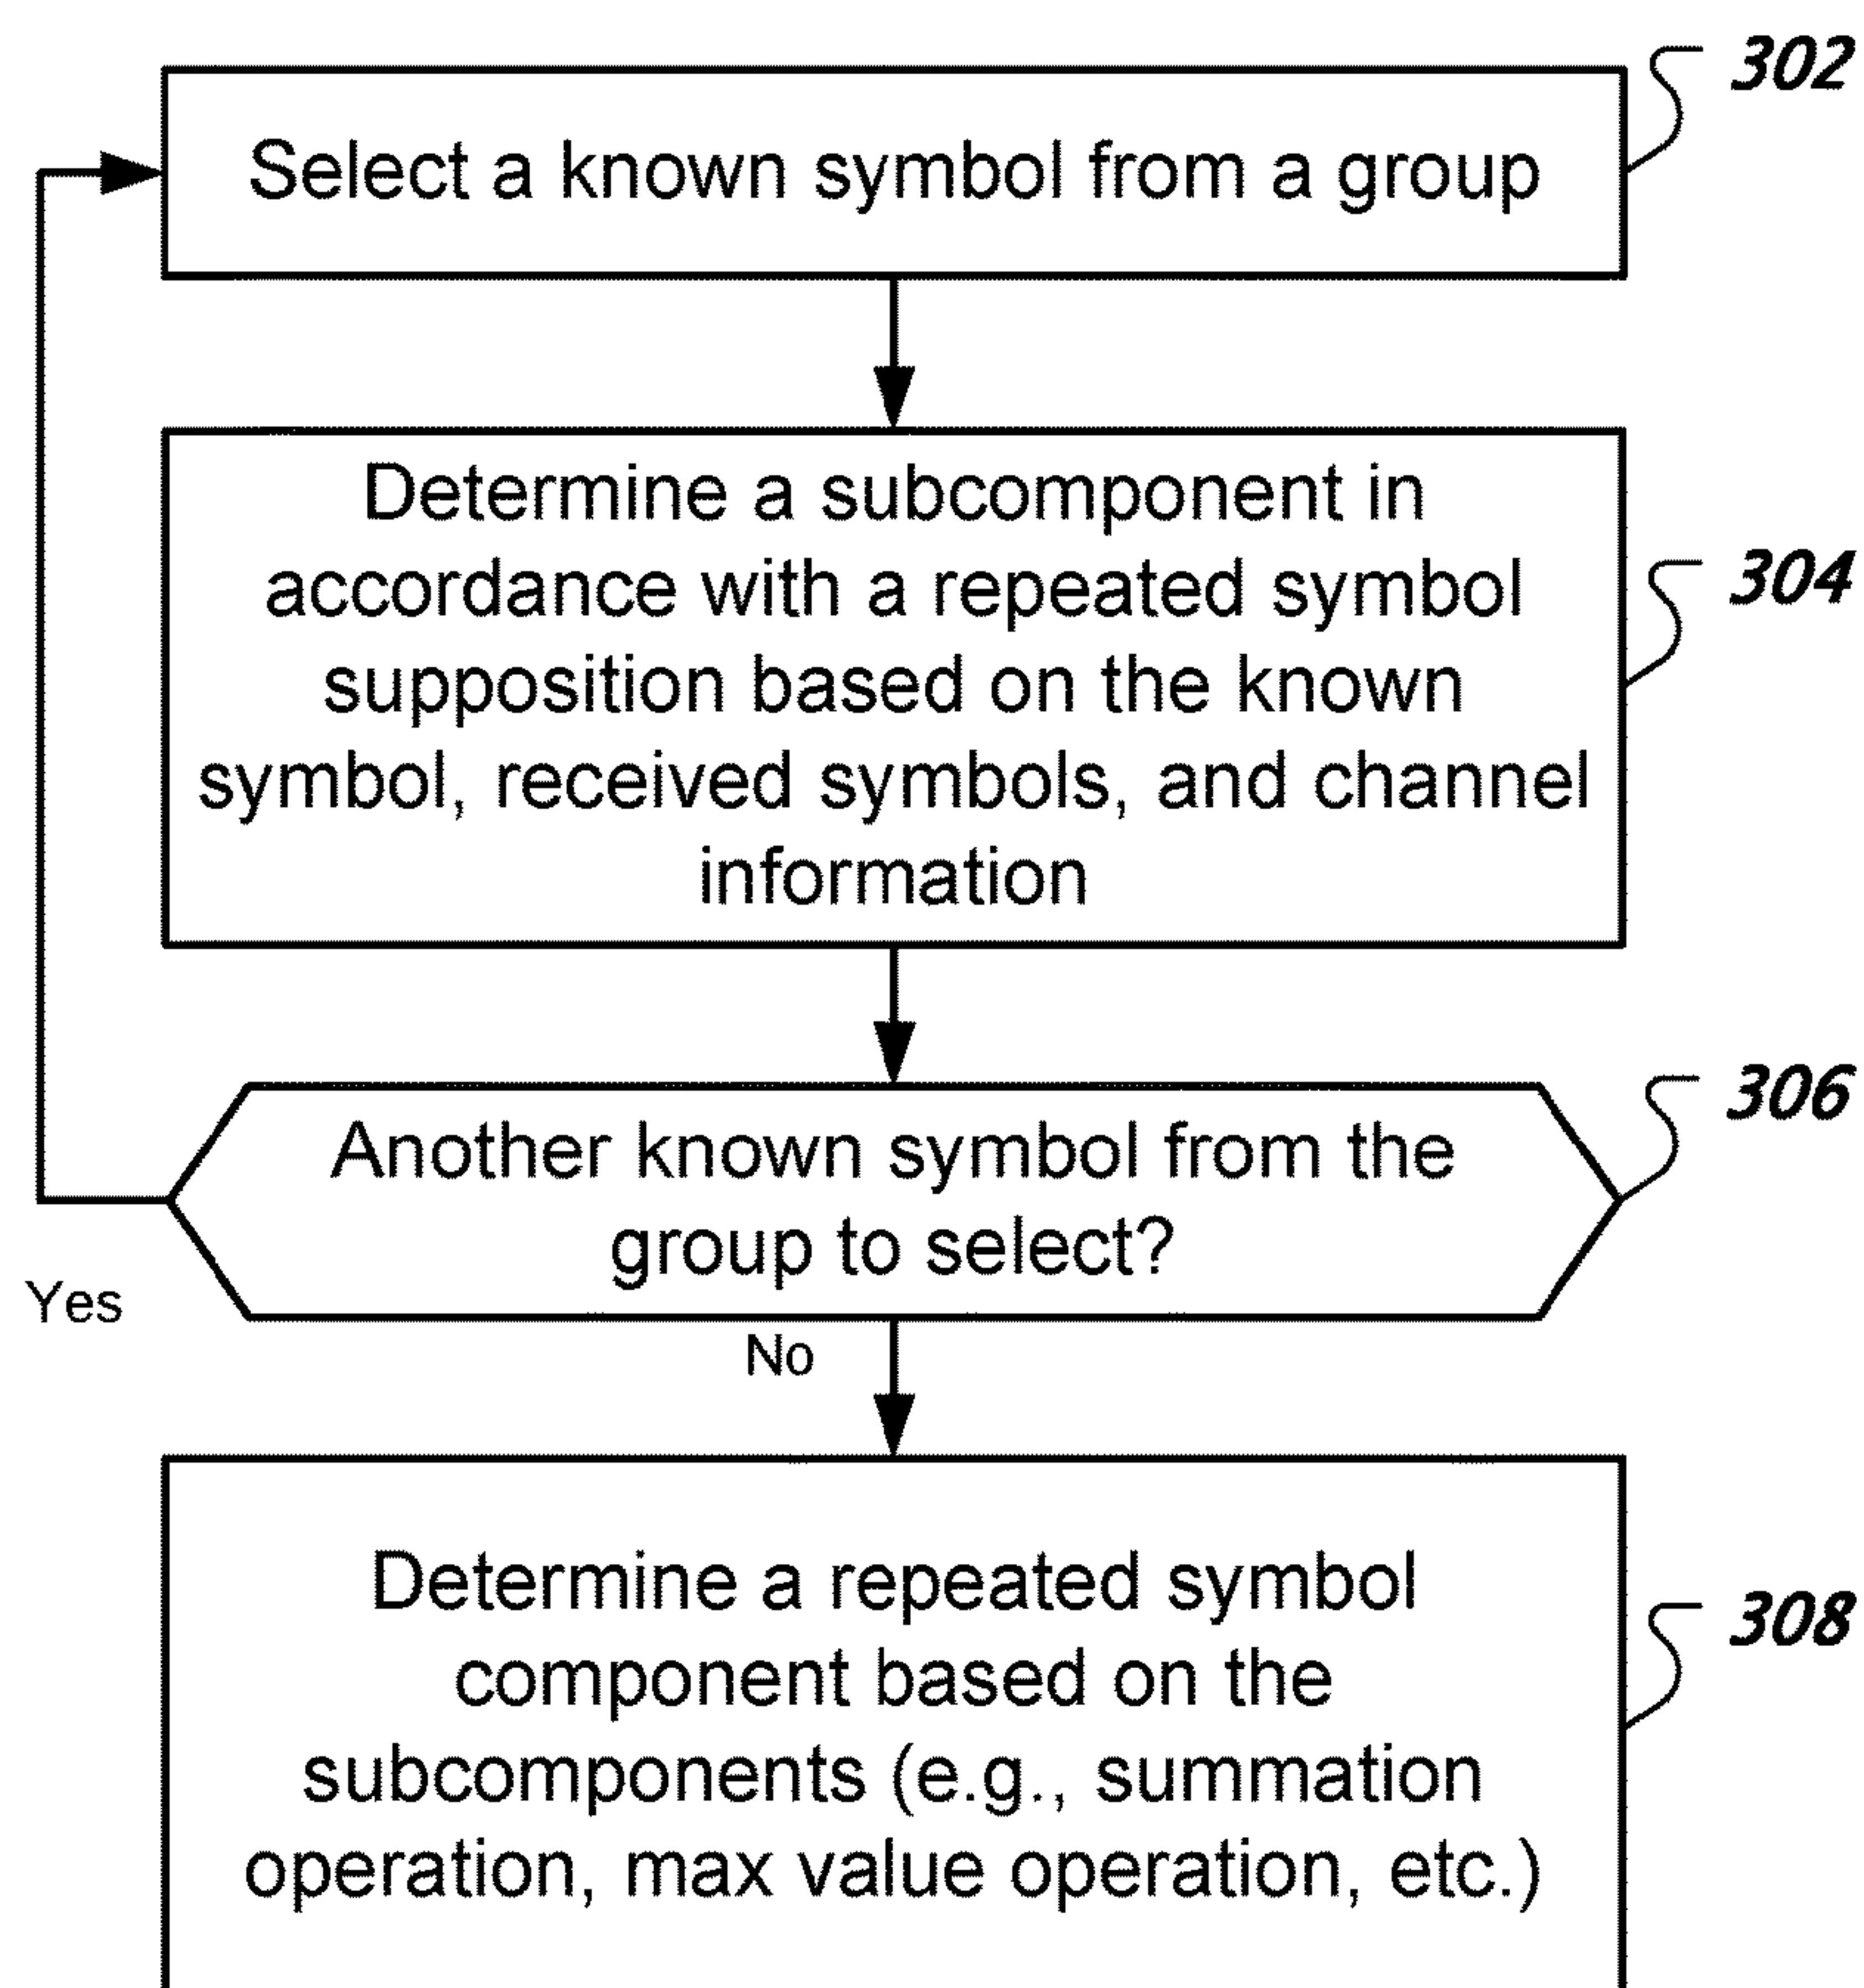 302
Select a known symbol from a group
Determine a subcomponent in
accordance with a repeated symbol
supposition based on the known
symbol, received symbols, and channel
information
304
Another known symbol from the
group to select?
306
Yes
No
Determine a repeated symbol
component based on the
subcomponents (e.g., summation
operation, max value operation, etc.)
308